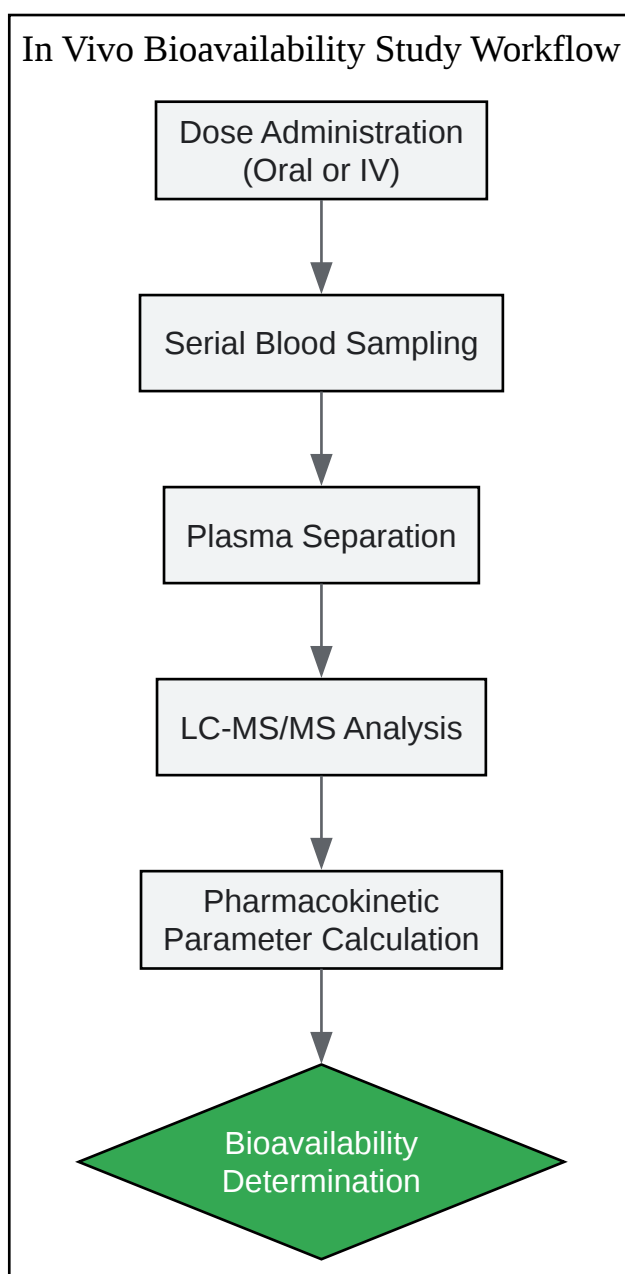 In Vivo Bioavailability Study Workflow
Dose Administration
(Oral or IV)
Serial Blood Sampling
Plasma Separation
LC-MS/MS Analysis
Pharmacokinetic
Parameter Calculation
Bioavailability
Determination